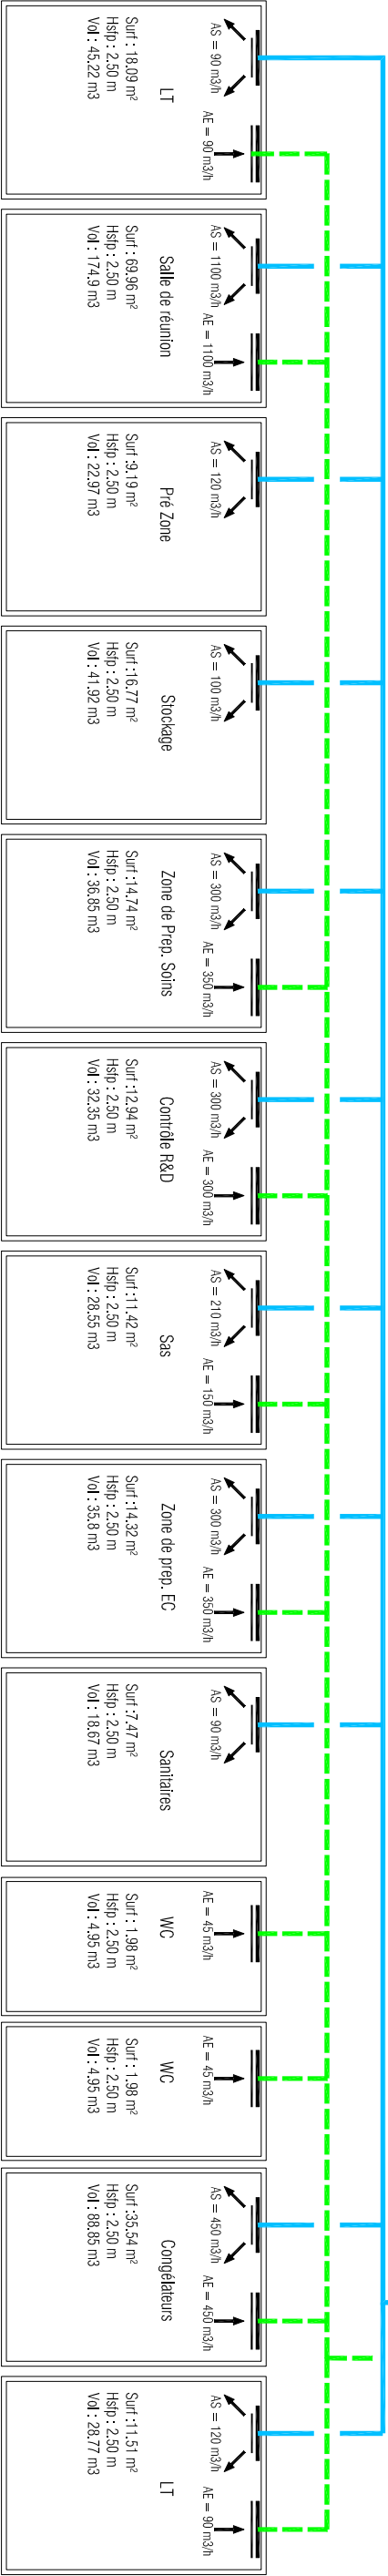 AS = 90 m3/h
AE = 90 m3/h
LT
Surf : 18.09 m²
Hsfp : 2.50 m
Vol : 45.22 m3
AS = 1100 m3/h
AE = 1100 m3/h
Salle de réunion
Surf : 69.96 m²
Hsfp : 2.50 m
Vol : 174.9 m3
AS = 120 m3/h
Pré Zone
Surf :9.19 m²
Hsfp : 2.50 m
Vol : 22.97 m3
AS = 100 m3/h
Stockage
Surf :16.77 m²
Hsfp : 2.50 m
Vol : 41.92 m3
AS = 300 m3/h
AE = 350 m3/h
Zone de Prep. Soins
Surf :14.74 m²
Hsfp : 2.50 m
Vol : 36.85 m3
AS = 300 m3/h
AE = 300 m3/h
Contrôle R&D
Surf :12.94 m²
Hsfp : 2.50 m
Vol : 32.35 m3
AS = 210 m3/h
AE = 150 m3/h
Sas
Surf :11.42 m²
Hsfp : 2.50 m
Vol : 28.55 m3
AS = 300 m3/h
AE = 350 m3/h
Zone de prep. EC
Surf :14.32 m²
Hsfp : 2.50 m
Vol : 35.8 m3
AS = 90 m3/h
Sanitaires
Surf :7.47 m²
Hsfp : 2.50 m
Vol : 18.67 m3
AE = 45 m3/h
WC
Surf : 1.98 m²
Hsfp : 2.50 m
Vol : 4.95 m3
AE = 45 m3/h
WC
Surf : 1.98 m²
Hsfp : 2.50 m
Vol : 4.95 m3
AS = 450 m3/h
AE = 450 m3/h
Congélateurs
Surf :35.54 m²
Hsfp : 2.50 m
Vol : 88.85 m3
AS = 120 m3/h
AE = 90 m3/h
LT
Surf :11.51 m²
Hsfp : 2.50 m
Vol : 28.77 m3